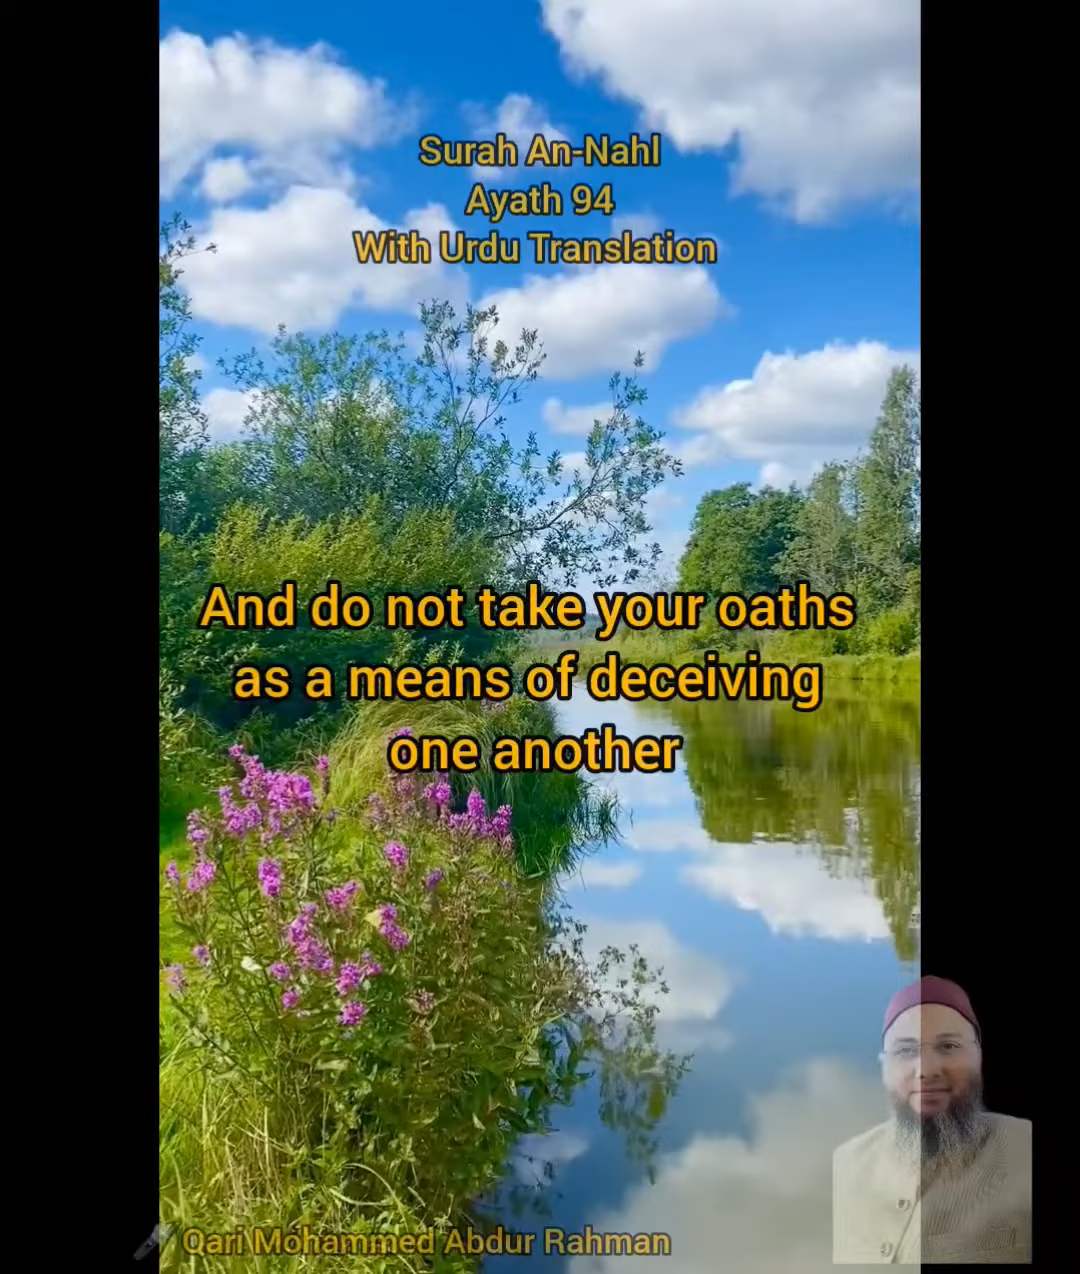 Surah An-Nahl
Ayath 94
With Urdu Translation
And do not take your oaths
as a means of deceiving
one another
Qari Mohammed Abdur Rahman